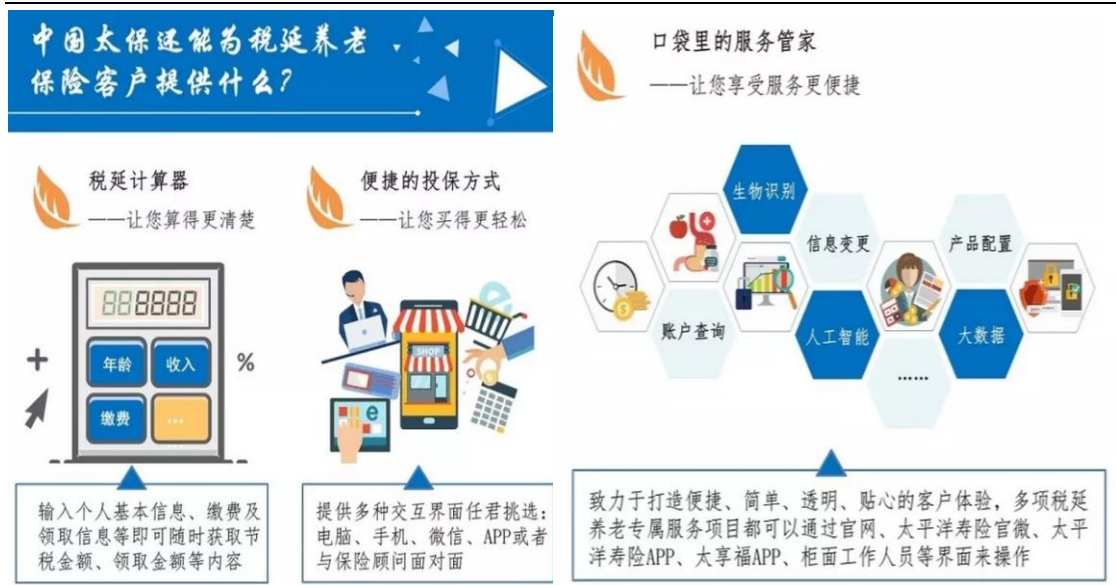 中国太保还能为税延养老
保险客户提供什么?
税延计算器
——让您算得更清楚
888888
年龄
收入
+
%
缴费
...
输入个人基本信息、缴费及
领取信息等即可随时获取节
税金额、领取金额等内容
便捷的投保方式
——让您买得更轻松
SHOP
e
e
提供多种交互界面任君挑选:
电脑、手机、微信、APP或者
与保险顾问面对面
口袋里的服务管家
——让您享受服务更便捷
生物识别
信息变更
产品配置
账户查询
人工智能
大数据
......
致力于打造便捷、简单、透明、贴心的客户体验,多项税延
养老专属服务项目都可以通过官网、太平洋寿险官微、太平
洋寿险APP、太享福APP、柜面工作人员等界面来操作